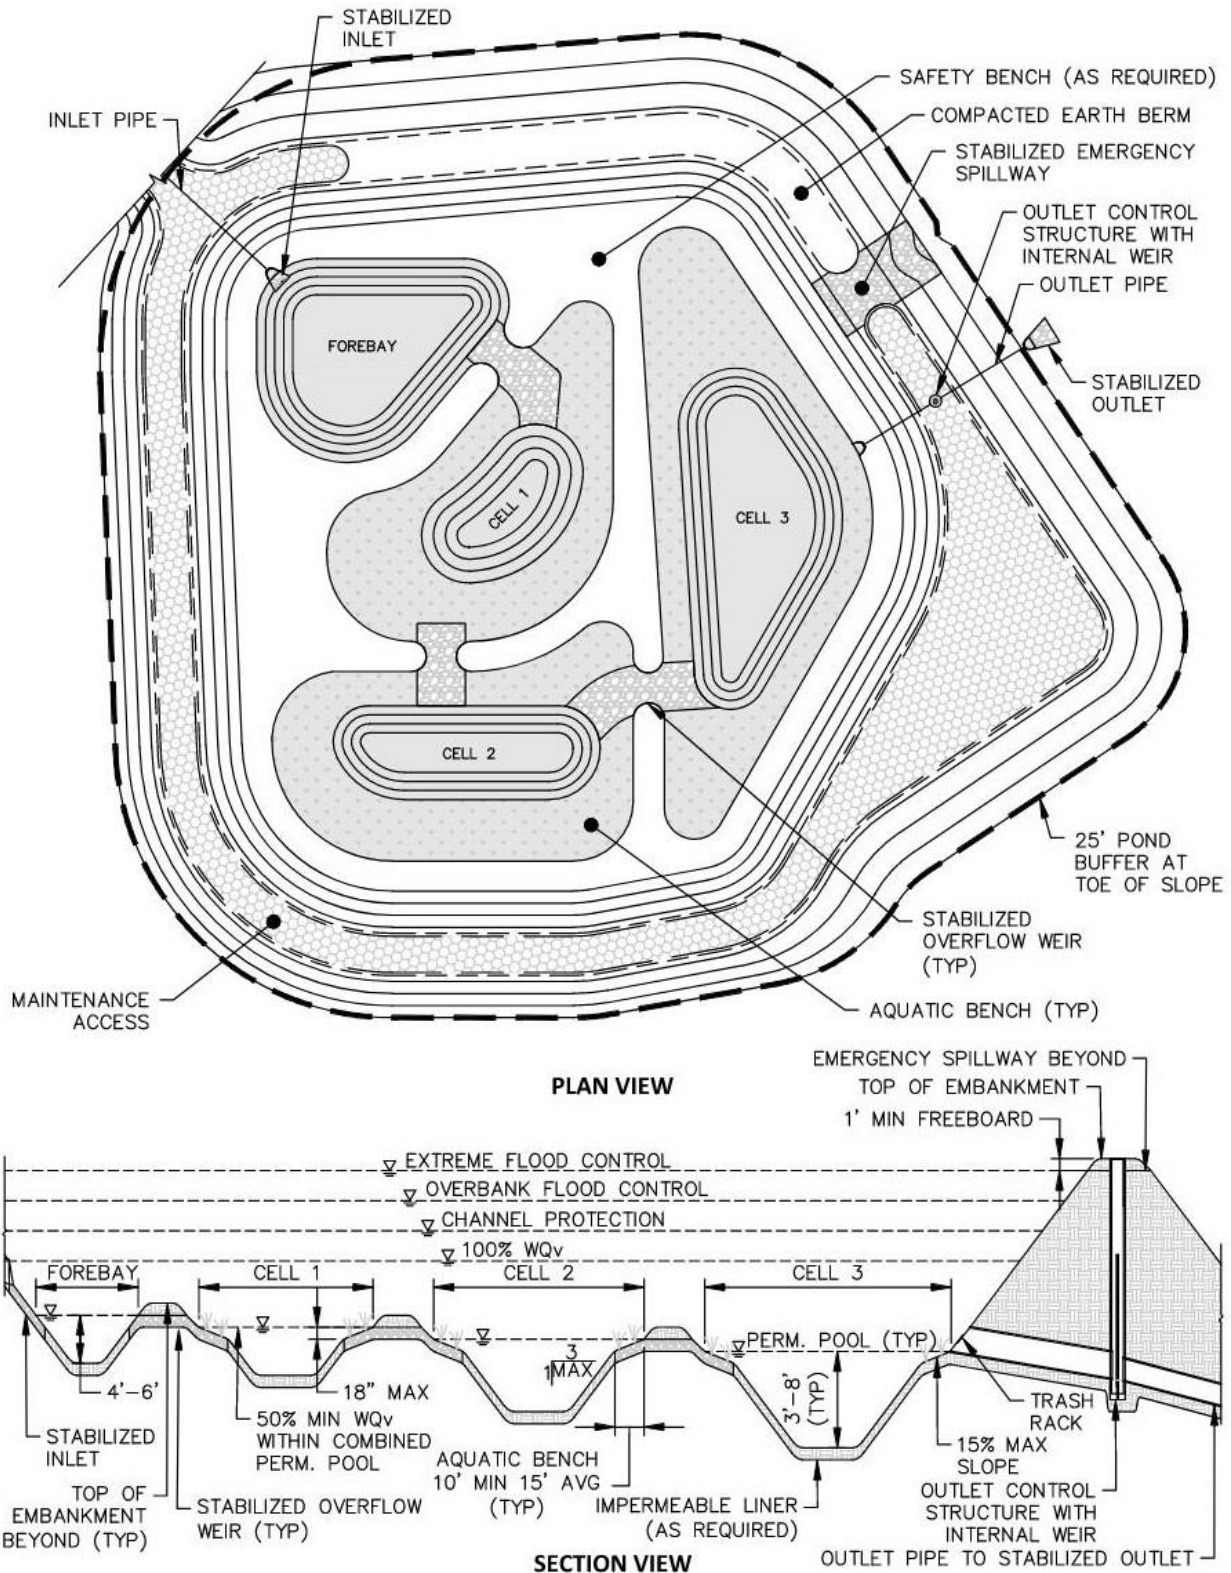 STABILIZED
INLET
INLET PIPE
SAFETY BENCH (AS REQUIRED)
COMPACTED EARTH BERM
STABILIZED EMERGENCY
SPILLWAY
OUTLET CONTROL
STRUCTURE WITH
INTERNAL WEIR
OUTLET PIPE
FOREBAY
STABILIZED
OUTLET
CELL 1
CELL 3
CELL 2
25' POND
BUFFER AT
TOE OF SLOPE
STABILIZED
OVERFLOW WEIR
(TYP)
MAINTENANCE
ACCESS
AQUATIC BENCH (TYP)
PLAN VIEW
EMERGENCY SPILLWAY BEYOND
TOP OF EMBANKMENT
1' MIN FREEBOARD
EXTREME FLOOD CONTROL
OVERBANK FLOOD CONTROL
CHANNEL PROTECTION
100% WQv
FOREBAY
CELL 1
CELL 2
CELL 3
PERM. POOL (TYP)
3
1
MAX
4'-6'
18" MAX
3'-8'
(TYP)
TRASH
RACK
50% MIN WQv
WITHIN COMBINED
PERM. POOL
STABILIZED
INLET
AQUATIC BENCH
10' MIN 15' AVG
(TYP)
15% MAX
SLOPE
TOP OF
EMBANKMENT
BEYOND (TYP)
STABILIZED OVERFLOW
WEIR (TYP)
IMPERMEABLE LINER
(AS REQUIRED)
OUTLET CONTROL
STRUCTURE WITH
INTERNAL WEIR
OUTLET PIPE TO STABILIZED OUTLET
SECTION VIEW